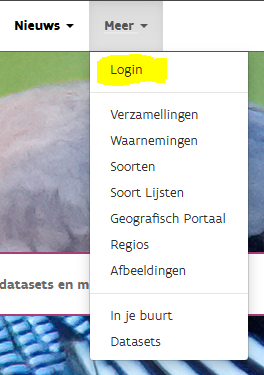 Nieuws Meer
Login
Verzamellingen
Waarnemingen
Soorten
Soort Lijsten
Geografisch Portaal
Regios
Afbeeldingen
datasets en m
In je buurt
Datasets